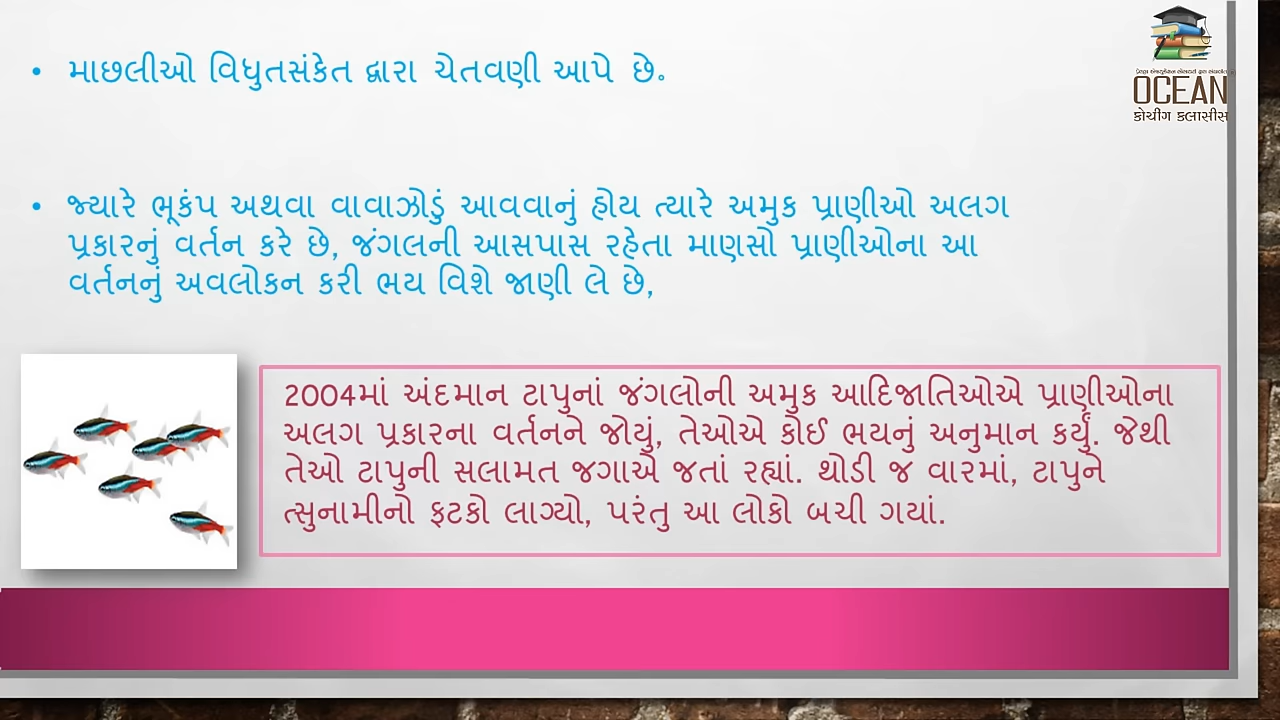 માછલીઓ વિધુતસંકેત દ્વારા ચેતવણી આપે છે.
OCEAN
કોચીંગ કલાસીસ
જ્યારે ભૂકંપ અથવા વાવાઝોડું આવવાનું હોય ત્યારે અમુક પ્રાણીઓ અલગ
પ્રકારનું વર્તન કરે છે, જંગલની આસપાસ રહેતા માણસો પ્રાણીઓના આ
વર્તનનું અવલોકન કરી ભય વિશે જાણી લે છે,
2004માં અંદમાન ટાપુનાં જંગલોની અમુક આદિજાતિઓએ પ્રાણીઓના
અલગ પ્રકારના વર્તનને જોયું, તેઓએ કોઈ ભયનું અનુમાન કર્યું. જેથી
તેઓ ટાપુની સલામત જગાએ જતાં રહ્યાં. થોડી જ વારમાં, ટાપુને
ત્સુનામીનો ફટકો લાગ્યો, પરંતુ આ લોકો બચી ગયાં.